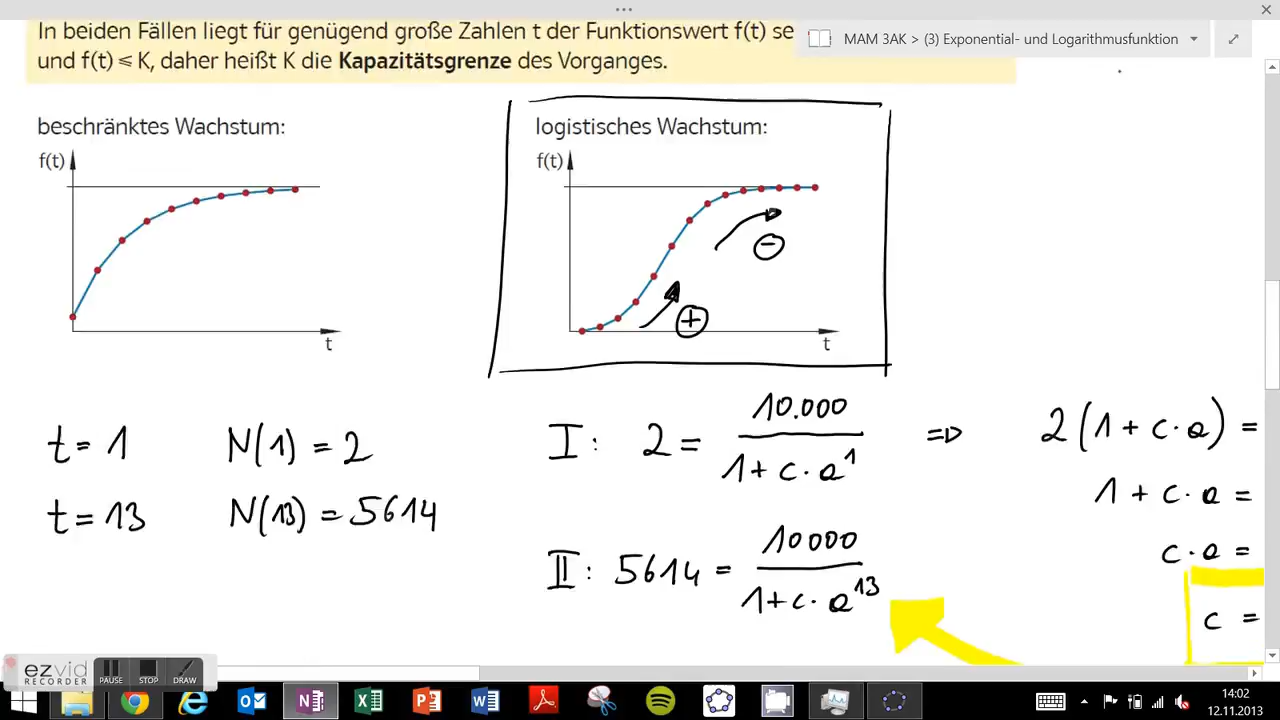 In beiden Fällen liegt für genügend große Zahlen t der Funktionswert f(t) se
und f(t) ⩽ K, daher heißt K die Kapazitätsgrenze des Vorganges.
MAM 3AK > (3) Exponential- und Logarithmusfunktion
beschränktes Wachstum:
f(t)
t
logistisches Wachstum:
f(t)
+
−
t
t = 1 N(1) = 2
t = 13 N(13) = 5614
I: 2 = 10.000 / 1 + c · a^1 ⇒ 2(1 + c · a) =
1 + c · a =
c · a =
c =
II: 5614 = 10000 / 1 + c · a^13
ezvid
RECORDER
PAUSE
STOP
DRAW
14:02
12.11.2013